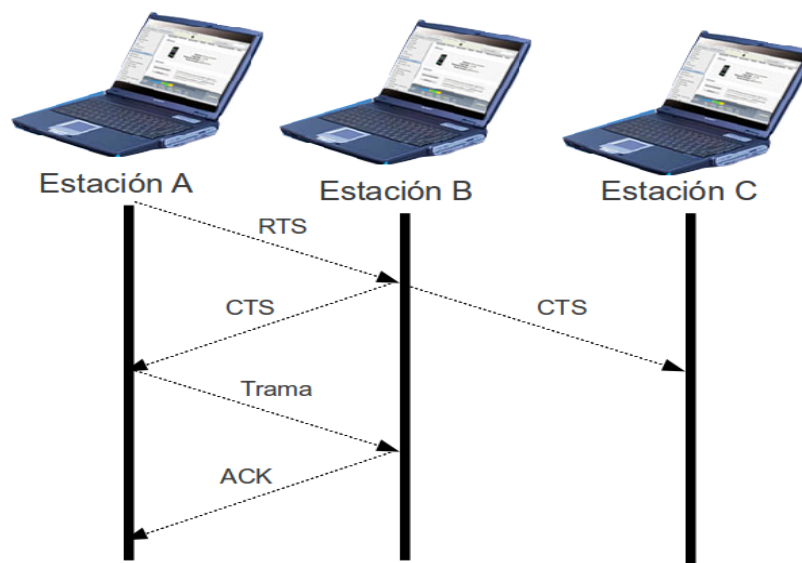 Estación A
Estación B
Estación C
RTS
CTS
CTS
Trama
ACK